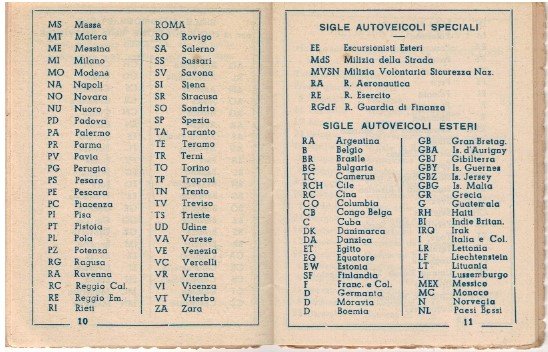 MS Massa
MT Matera
ME Messina
MI Milano
MO Modena
NA Napoli
NO Novara
NU Nuoro
PD Padova
PA Palermo
PR Parma
PV Pavia
PG Perugia
PS Pesaro
PE Pescara
PC Piacenza
PI Pisa
PT Pistoia
PL Pola
PZ Potenza
RG Ragusa
RA Ravenna
RC Reggio Cal.
RE Reggio Em.
RI Rieti
ROMA
RO Rovigo
SA Salerno
SS Sassari
SV Savona
SI Siena
SR Siracusa
SO Sondrio
SP Spezia
TA Taranto
TE Teramo
TR Terni
TO Torino
TP Trapani
TN Trento
TV Treviso
TS Trieste
UD Udine
VA Varese
VE Venezia
VC Vercelli
VR Verona
VI Vicenza
VT Viterbo
ZA Zara
10
SIGLE AUTOVEICOLI SPECIALI
EE Escursionisti Esteri
MdS Milizia della Strada
MVSN Milizia Volontaria Sicurezza Naz.
RA R. Aeronautica
RE R. Esercito
RGdF R. Guardia di Finanza
SIGLE AUTOVEICOLI ESTERI
RA Argentina
B Belgio
BR Brasile
BG Bulgaria
TC Camerun
RCH Cile
RC Cina
CO Columbia
CB Congo Belga
C Cuba
DK Danimarca
DA Danzica
ET Egitto
EQ Equatore
EW Estonia
SF Finlandia
F Franc. e Col.
D Germania
D Moravia
D Boemia
GB Gran Bretag.
GBA Is. d'Aurigny
GBJ Gibilterra
GBY Is. Guernes
GBZ Is. Jersey
GBG Is. Malta
GR Grecia
G Guatemala
RH Haiti
BI Indie Britan.
IRQ Irak
I Italia e Col.
LR Lettonia
LF Liechtenstein
LT Lituania
L Lussemburgo
MEX Messico
MC Monaco
N Norvegia
NL Paesi Bassi
11